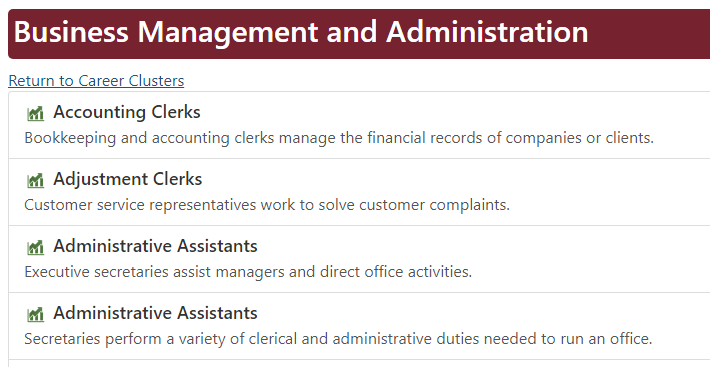 Business Management and Administration
Return to Career Clusters
Accounting Clerks
Bookkeeping and accounting clerks manage the financial records of companies or clients.
Adjustment Clerks
Customer service representatives work to solve customer complaints.
Administrative Assistants
Executive secretaries assist managers and direct office activities.
Administrative Assistants
Secretaries perform a variety of clerical and administrative duties needed to run an office.